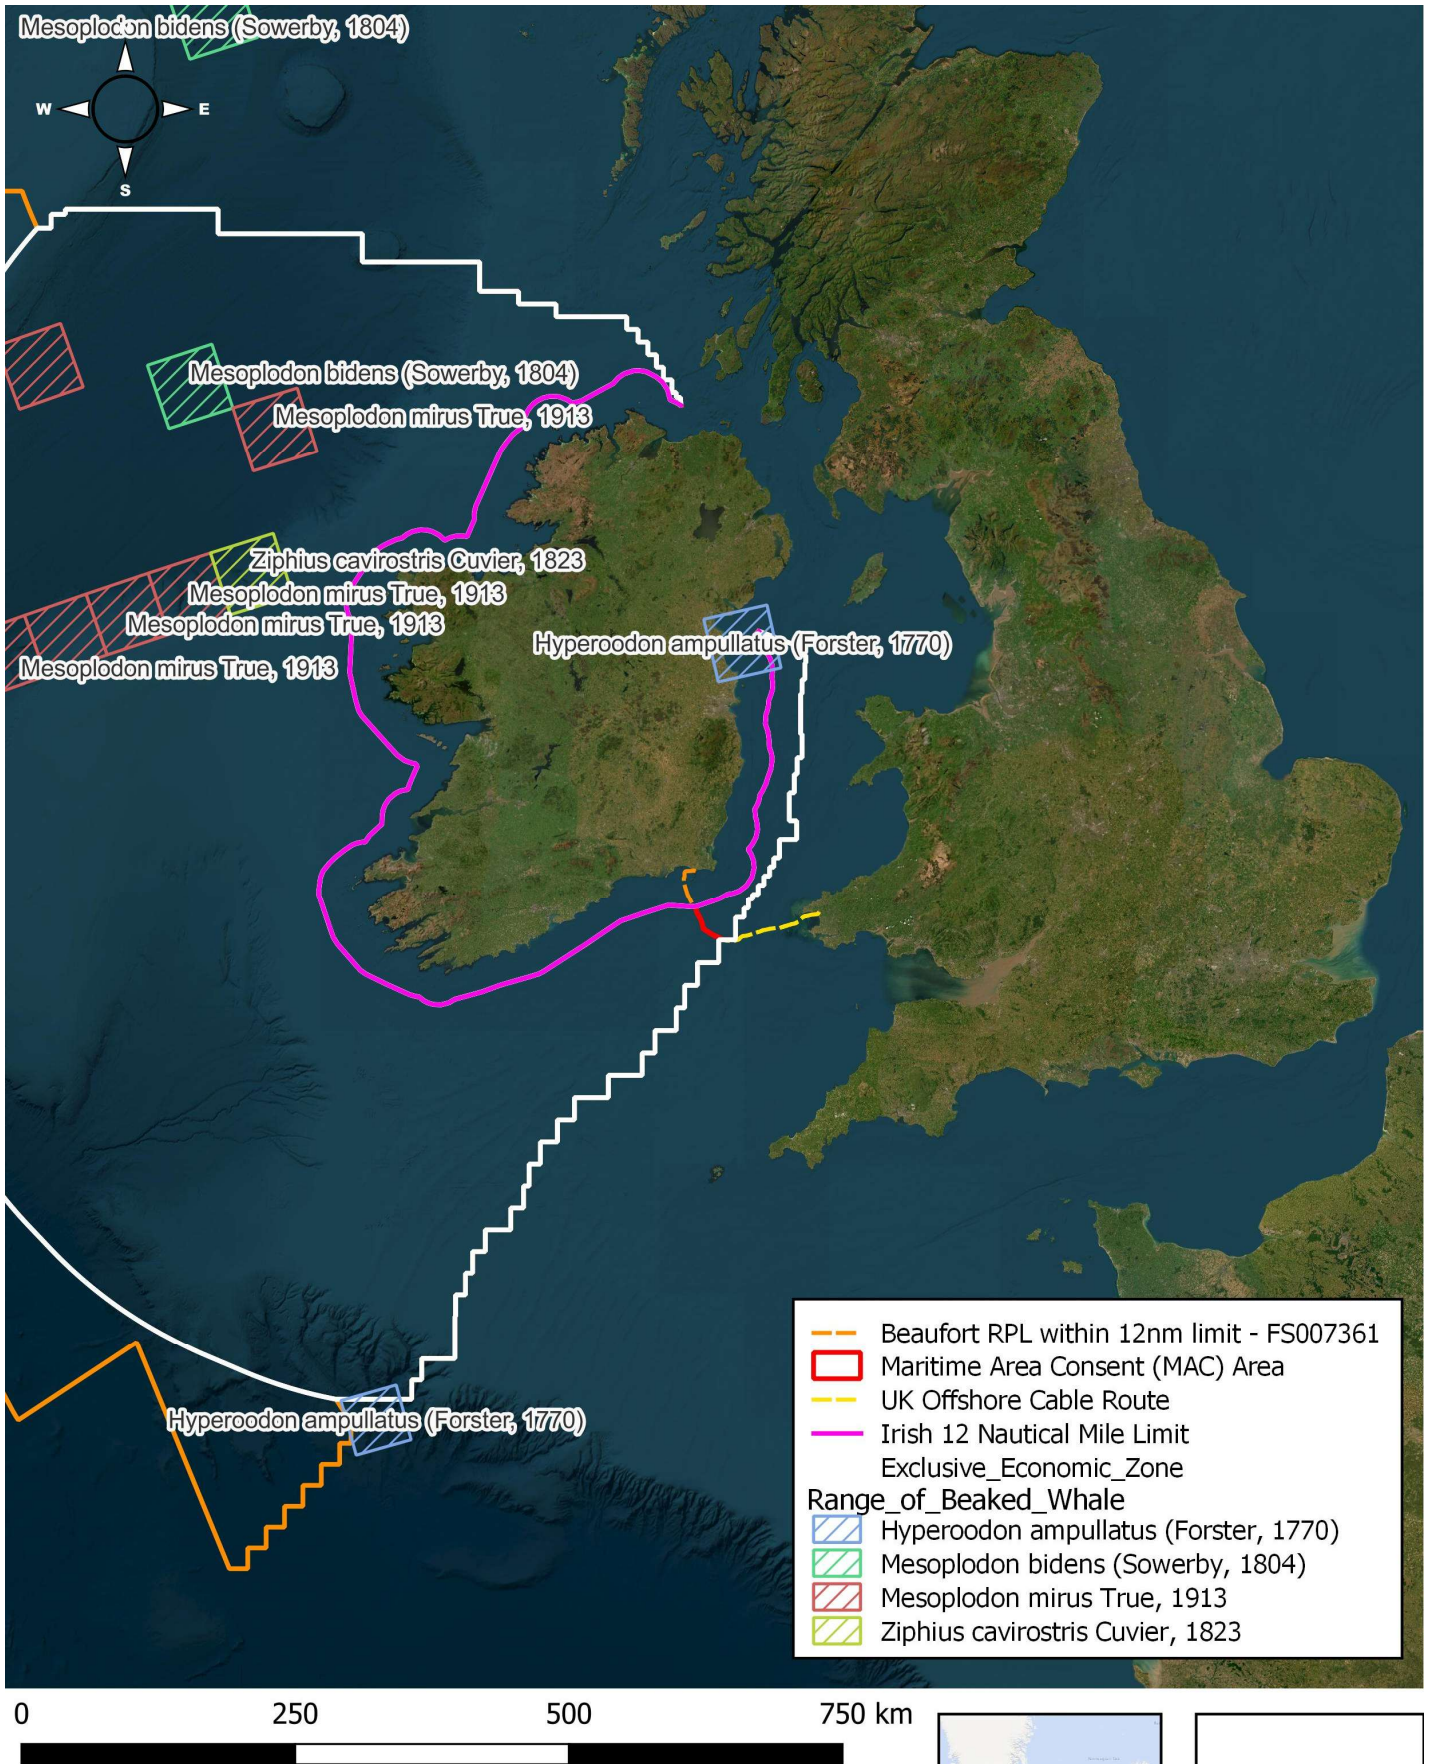 Mesoplodon bidens (Sowerby, 1804)
W
E
S
Mesoplodon bidens (Sowerby, 1804)
Mesoplodon mirus True, 1913
Ziphius cavirostris Cuvier, 1823
Mesoplodon mirus True, 1913
Mesoplodon mirus True, 1913
Mesoplodon mirus True, 1913
Hyperoodon ampullatus (Forster, 1770)
Hyperoodon ampullatus (Forster, 1770)
Beaufort RPL within 12nm limit - FS007361
Maritime Area Consent (MAC) Area
UK Offshore Cable Route
Irish 12 Nautical Mile Limit
Exclusive_Economic_Zone
Range_of_Beaked_Whale
Hyperoodon ampullatus (Forster, 1770)
Mesoplodon bidens (Sowerby, 1804)
Mesoplodon mirus True, 1913
Ziphius cavirostris Cuvier, 1823
0 250 500 750 km